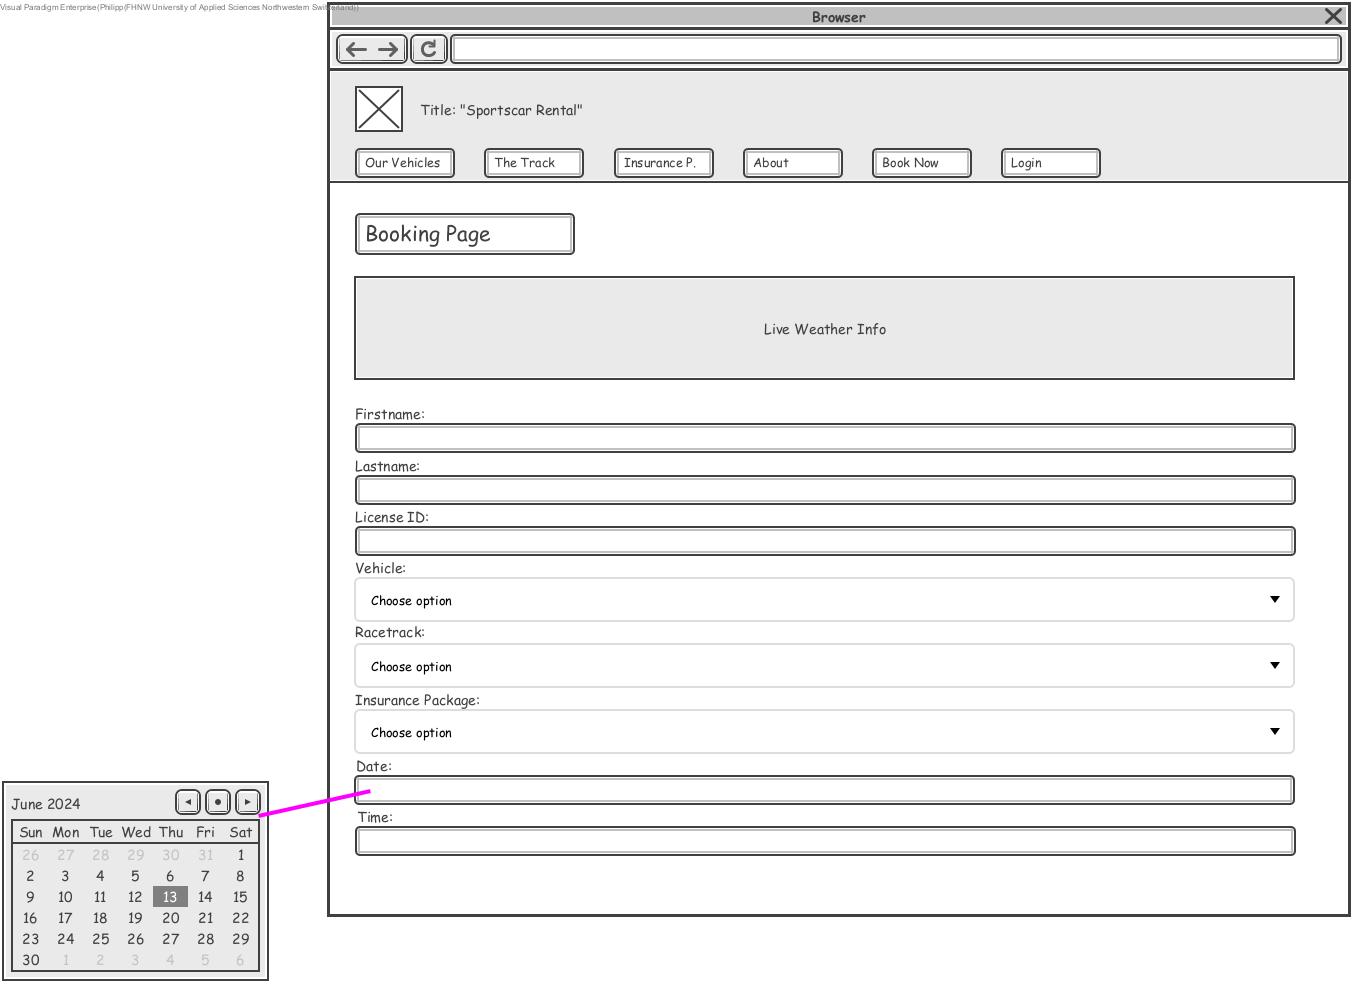 Visual Paradigm Enterprise(Philipp(FHNW University of Applied Sciences Northwestern Switzerland))
Browser
Title: "Sportscar Rental"
Our Vehicles The Track Insurance P. About Book Now Login
Booking Page
Live Weather Info
Firstname:
Lastname:
License ID:
Vehicle:
Choose option
Racetrack:
Choose option
Insurance Package:
Choose option
Date:
Time:
June 2024
Sun Mon Tue Wed Thu Fri Sat
26 27 28 29 30 31 1
2 3 4 5 6 7 8
9 10 11 12 13 14 15
16 17 18 19 20 21 22
23 24 25 26 27 28 29
30 1 2 3 4 5 6